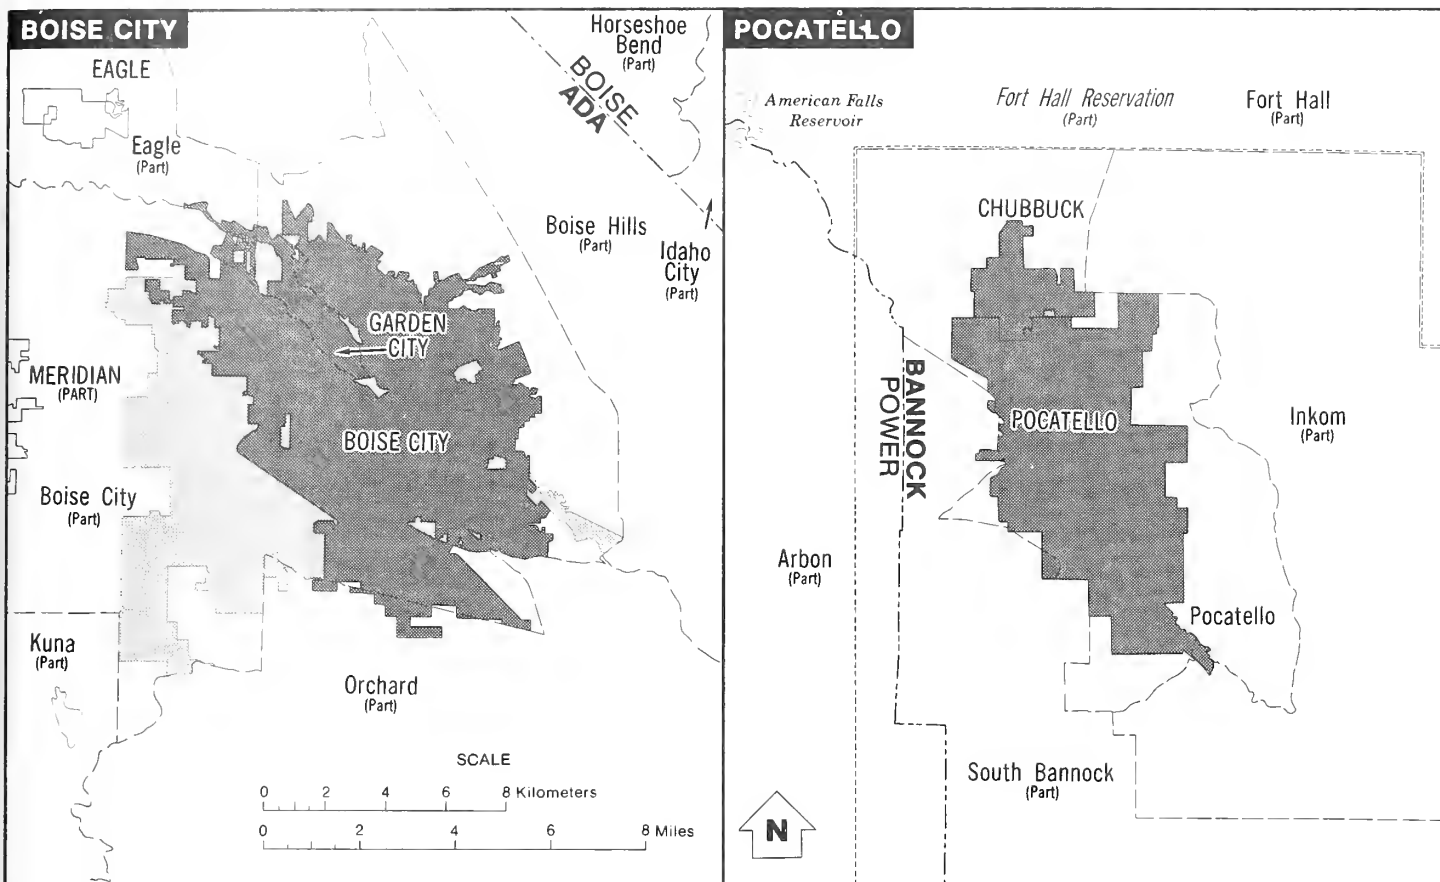 BOISE CITY
EAGLE
Eagle
(Part)
Horseshoe
Bend
(Part)
BOISE
ADA
Boise Hills
(Part)
Idaho
City
(Part)
GARDEN
CITY
MERIDIAN
(PART)
BOISE CITY
Boise City
(Part)
Kuna
(Part)
Orchard
(Part)
SCALE
0 2 4 6 8 Kilometers
0 2 4 6 8 Miles
POCATELLO
American Falls
Reservoir
Fort Hall Reservation
(Part)
Fort Hall
(Part)
CHUBBUCK
BANNOCK
POWER
POCATELLO
Inkom
(Part)
Arbon
(Part)
Pocatello
South Bannock
(Part)
N